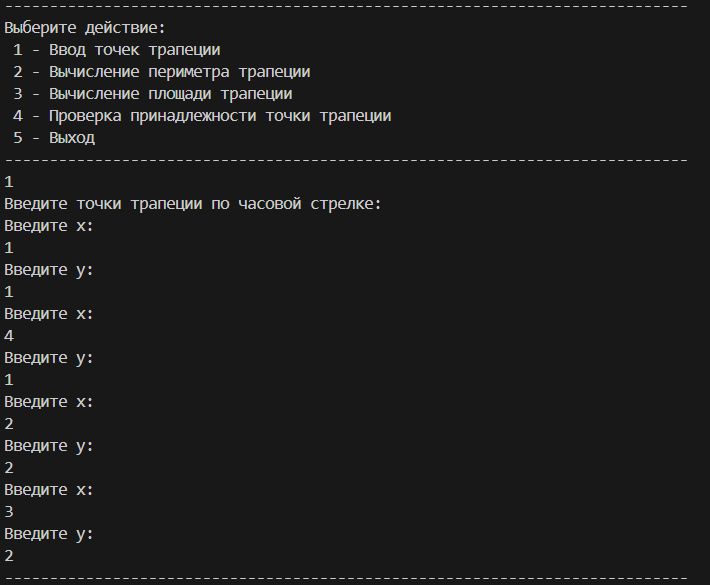 ----------------------------------------------------------------------------
Выберите действие:
 1 - Ввод точек трапеции
 2 - Вычисление периметра трапеции
 3 - Вычисление площади трапеции
 4 - Проверка принадлежности точки трапеции
 5 - Выход
----------------------------------------------------------------------------
1
Введите точки трапеции по часовой стрелке:
Введите x:
1
Введите y:
1
Введите x:
4
Введите y:
1
Введите x:
2
Введите y:
2
Введите x:
3
Введите y:
2
----------------------------------------------------------------------------